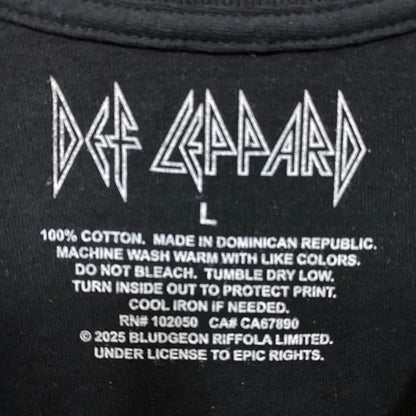 DEF LEPPARD
L
100% COTTON. MADE IN DOMINICAN REPUBLIC.
MACHINE WASH WARM WITH LIKE COLORS.
DO NOT BLEACH. TUMBLE DRY LOW.
TURN INSIDE OUT TO PROTECT PRINT.
COOL IRON IF NEEDED.
RN# 102050 CA# CA67890
© 2025 BLUDGEON RIFFOLA LIMITED.
UNDER LICENSE TO EPIC RIGHTS.